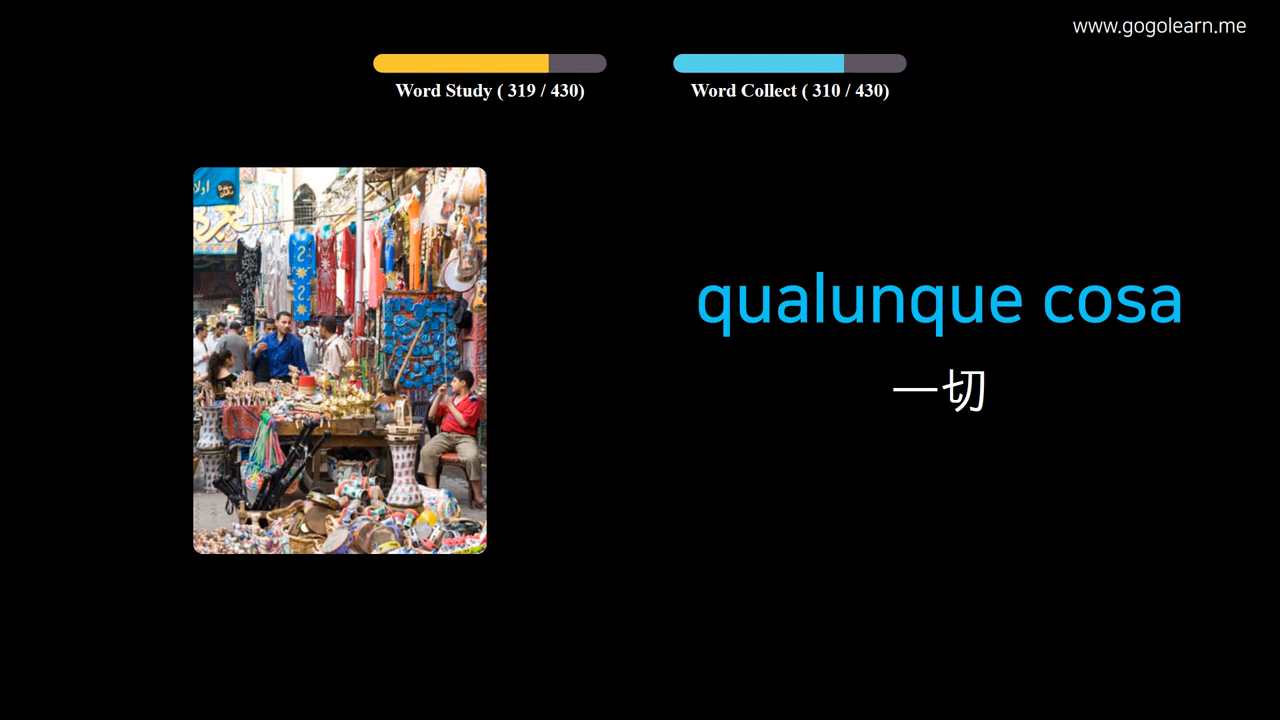 www.gogolearn.me
Word Study ( 319 / 430)
Word Collect ( 310 / 430)
qualunque cosa
一切